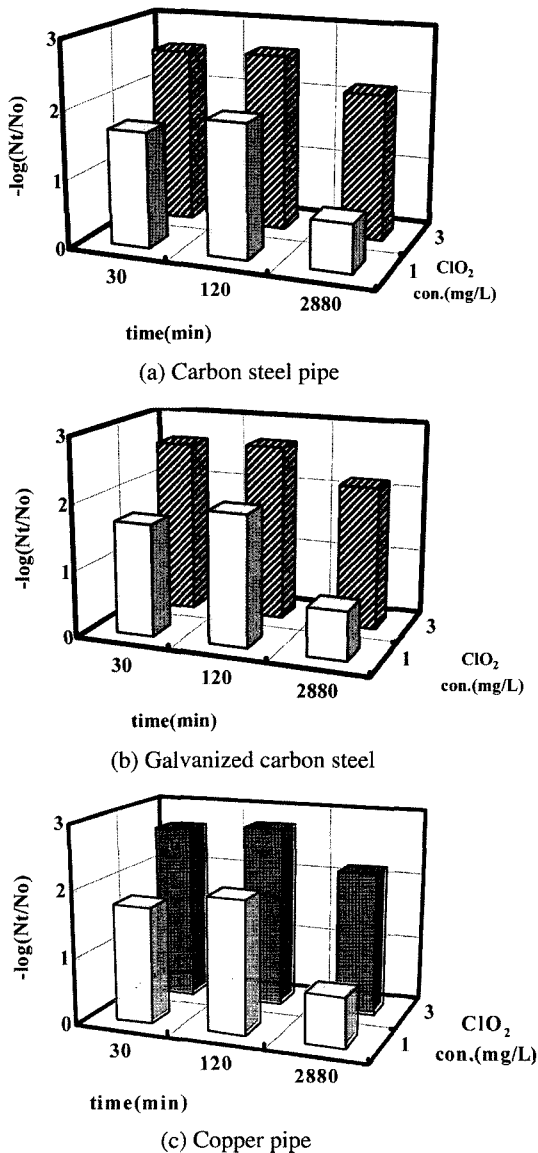 3
2
1
0
-log(Nt/No)
30
120
2880
1
3
ClO₂
con.(mg/L)
time(min)
(a) Carbon steel pipe
3
2
1
0
-log(Nt/No)
30
120
2880
1
3
ClO₂
con.(mg/L)
time(min)
(b) Galvanized carbon steel
3
2
1
0
-log(Nt/No)
30
120
2880
1
3
ClO₂
con.(mg/L)
time(min)
(c) Copper pipe